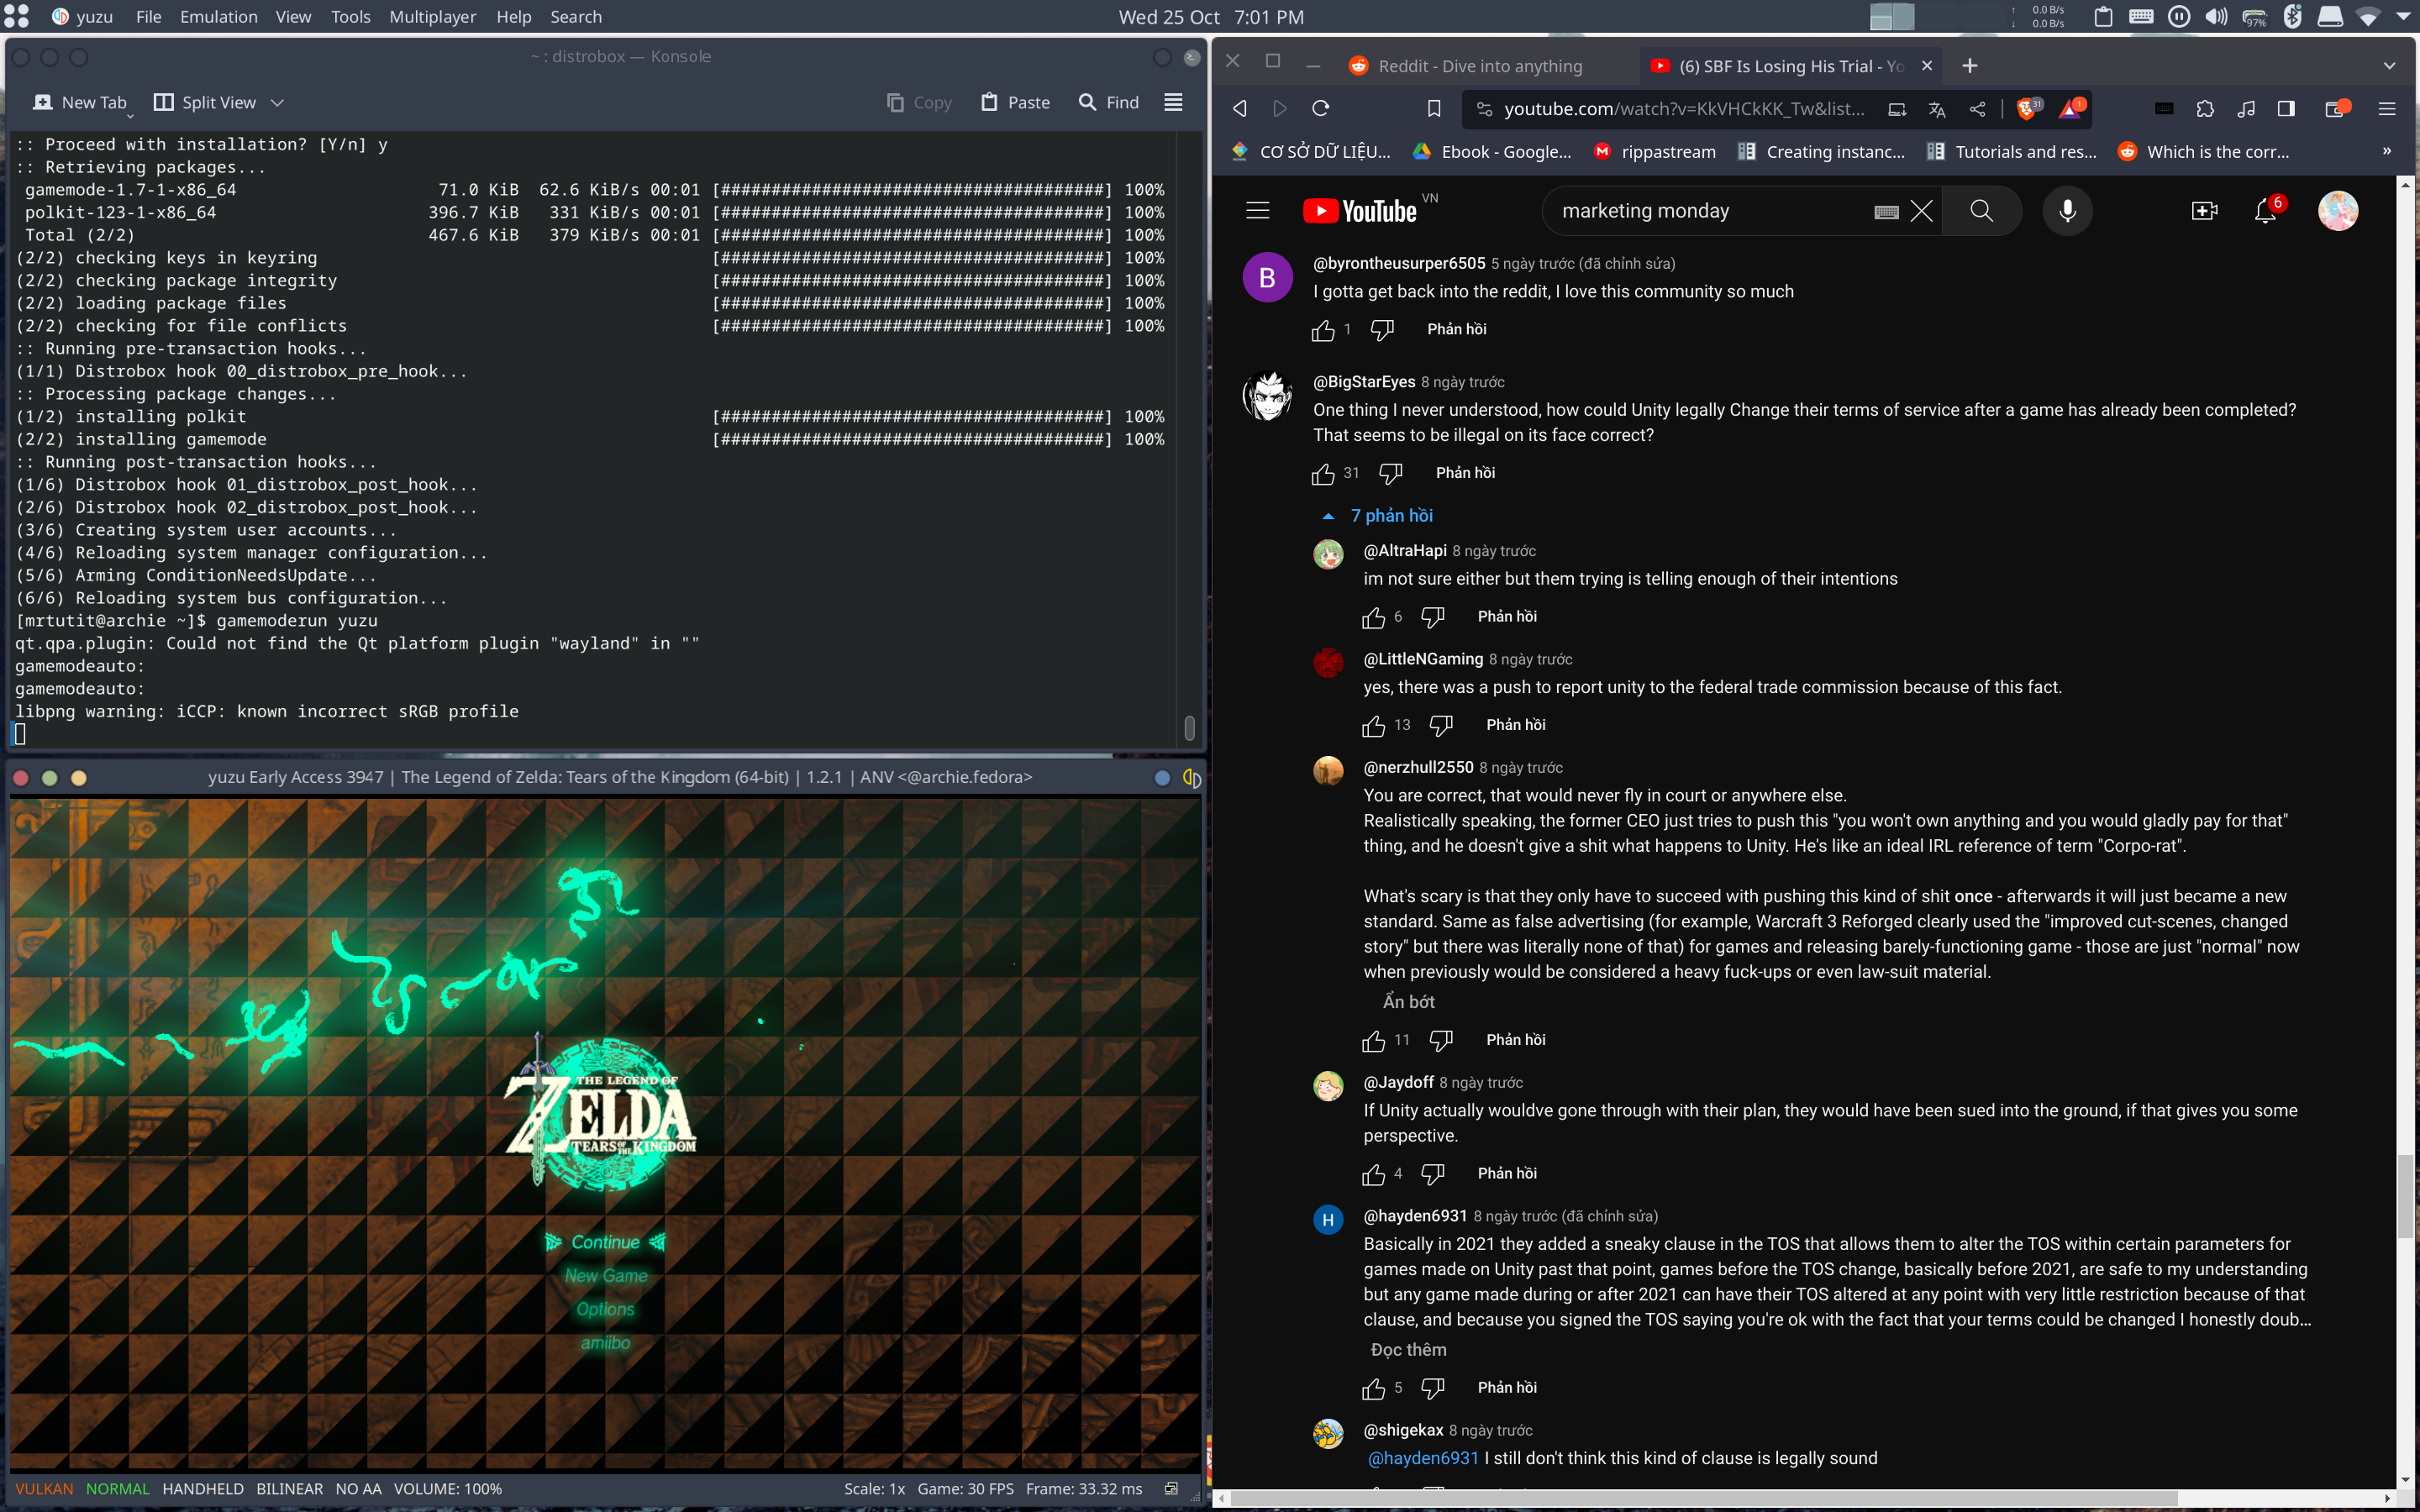 yuzu File Emulation View Tools Multiplayer Help Search
Wed 25 Oct 7:01 PM
0.0 B/s
0.0 B/s
97%
~ : distrobox — Konsole
New Tab Split View Copy Paste Find
:: Proceed with installation? [Y/n] y
:: Retrieving packages...
gamemode-1.7-1-x86_64 71.0 KiB 62.6 KiB/s 00:01 [######################################] 100%
polkit-123-1-x86_64 396.7 KiB 331 KiB/s 00:01 [######################################] 100%
Total (2/2) 467.6 KiB 379 KiB/s 00:01 [######################################] 100%
(2/2) checking keys in keyring [######################################] 100%
(2/2) checking package integrity [######################################] 100%
(2/2) loading package files [######################################] 100%
(2/2) checking for file conflicts [######################################] 100%
:: Running pre-transaction hooks...
(1/1) Distrobox hook 00_distrobox_pre_hook...
:: Processing package changes...
(1/2) installing polkit [######################################] 100%
(2/2) installing gamemode [######################################] 100%
:: Running post-transaction hooks...
(1/6) Distrobox hook 01_distrobox_post_hook...
(2/6) Distrobox hook 02_distrobox_post_hook...
(3/6) Creating system user accounts...
(4/6) Reloading system manager configuration...
(5/6) Arming ConditionNeedsUpdate...
(6/6) Reloading system bus configuration...
[mrtutit@archie ~]$ gamemoderun yuzu
qt.qpa.plugin: Could not find the Qt platform plugin "wayland" in ""
gamemodeauto:
gamemodeauto:
libpng warning: iCCP: known incorrect sRGB profile
yuzu Early Access 3947 | The Legend of Zelda: Tears of the Kingdom (64-bit) | 1.2.1 | ANV <@archie.fedora>
THE LEGEND OF
ZELDA
TEARS OF THE KINGDOM
Continue
New Game
Options
amiibo
VULKAN NORMAL HANDHELD BILINEAR NO AA VOLUME: 100% Scale: 1x Game: 30 FPS Frame: 33.32 ms
Reddit - Dive into anything
(6) SBF Is Losing His Trial - Yo
youtube.com/watch?v=KkVHCkKK_Tw&list...
31
1
CƠ SỞ DỮ LIỆU... Ebook - Google... rippastream Creating instanc... Tutorials and res... Which is the corr... »
YouTube VN
marketing monday
6
B
@byrontheusurper6505 5 ngày trước (đã chỉnh sửa)
I gotta get back into the reddit, I love this community so much
1 Phản hồi
@BigStarEyes 8 ngày trước
One thing I never understood, how could Unity legally Change their terms of service after a game has already been completed?
That seems to be illegal on its face correct?
31 Phản hồi
7 phản hồi
@AltraHapi 8 ngày trước
im not sure either but them trying is telling enough of their intentions
6 Phản hồi
@LittleNGaming 8 ngày trước
yes, there was a push to report unity to the federal trade commission because of this fact.
13 Phản hồi
@nerzhull2550 8 ngày trước
You are correct, that would never fly in court or anywhere else.
Realistically speaking, the former CEO just tries to push this "you won't own anything and you would gladly pay for that"
thing, and he doesn't give a shit what happens to Unity. He's like an ideal IRL reference of term "Corpo-rat".
What's scary is that they only have to succeed with pushing this kind of shit once - afterwards it will just became a new
standard. Same as false advertising (for example, Warcraft 3 Reforged clearly used the "improved cut-scenes, changed
story" but there was literally none of that) for games and releasing barely-functioning game - those are just "normal" now
when previously would be considered a heavy fuck-ups or even law-suit material.
Ẩn bớt
11 Phản hồi
@Jaydoff 8 ngày trước
If Unity actually wouldve gone through with their plan, they would have been sued into the ground, if that gives you some
perspective.
4 Phản hồi
H
@hayden6931 8 ngày trước (đã chỉnh sửa)
Basically in 2021 they added a sneaky clause in the TOS that allows them to alter the TOS within certain parameters for
games made on Unity past that point, games before the TOS change, basically before 2021, are safe to my understanding
but any game made during or after 2021 can have their TOS altered at any point with very little restriction because of that
clause, and because you signed the TOS saying you're ok with the fact that your terms could be changed I honestly doub...
Đọc thêm
5 Phản hồi
@shigekax 8 ngày trước
@hayden6931 I still don't think this kind of clause is legally sound